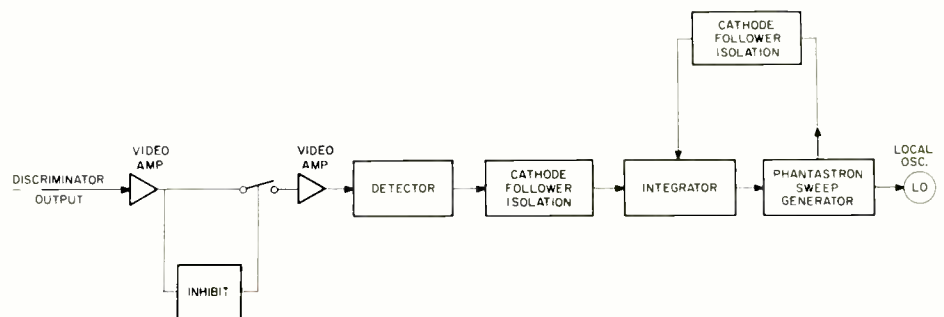 CATHODE
FOLLOWER
ISOLATION
VIDEO
AMP
VIDEO
AMP
LOCAL
OSC.
DISCRIMINATOR
OUTPUT
DETECTOR
CATHODE
FOLLOWER
ISOLATION
INTEGRATOR
PHANTASTRON
SWEEP
GENERATOR
LO
INHIBIT